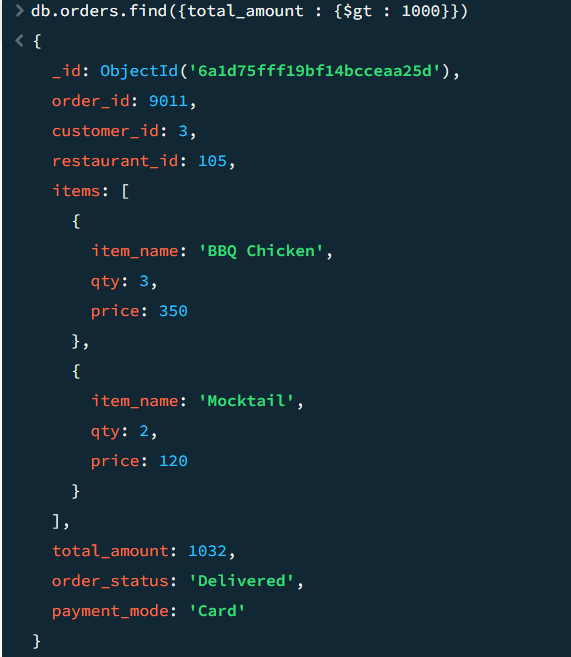 > db.orders.find({total_amount : {$gt : 1000}})
< {
_id: ObjectId('6a1d75fff19bf14bcceaa25d'),
order_id: 9011,
customer_id: 3,
restaurant_id: 105,
items: [
{
item_name: 'BBQ Chicken',
qty: 3,
price: 350
},
{
item_name: 'Mocktail',
qty: 2,
price: 120
}
],
total_amount: 1032,
order_status: 'Delivered',
payment_mode: 'Card'
}